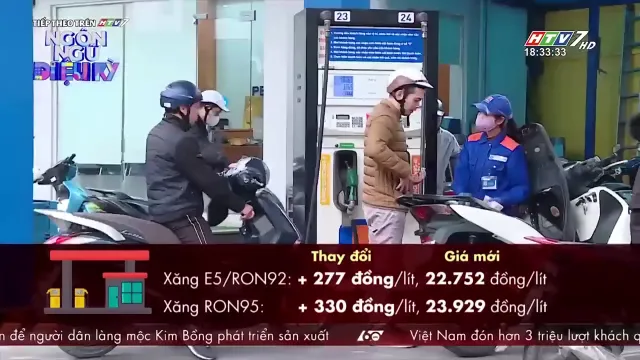 TIẾP THEO TRÊN HTV7
NGÔN
NGỮ
DIỆU KỲ
HTV7 HD
18:33:33
23
24
Thay đổi
Giá mới
Xăng E5/RON92: + 277 đồng/lít, 22.752 đồng/lít
Xăng RON95: + 330 đồng/lít, 23.929 đồng/lít
n để người dân làng mộc Kim Bồng phát triển sản xuất
60
Việt Nam đón hơn 3 triệu lượt khách q